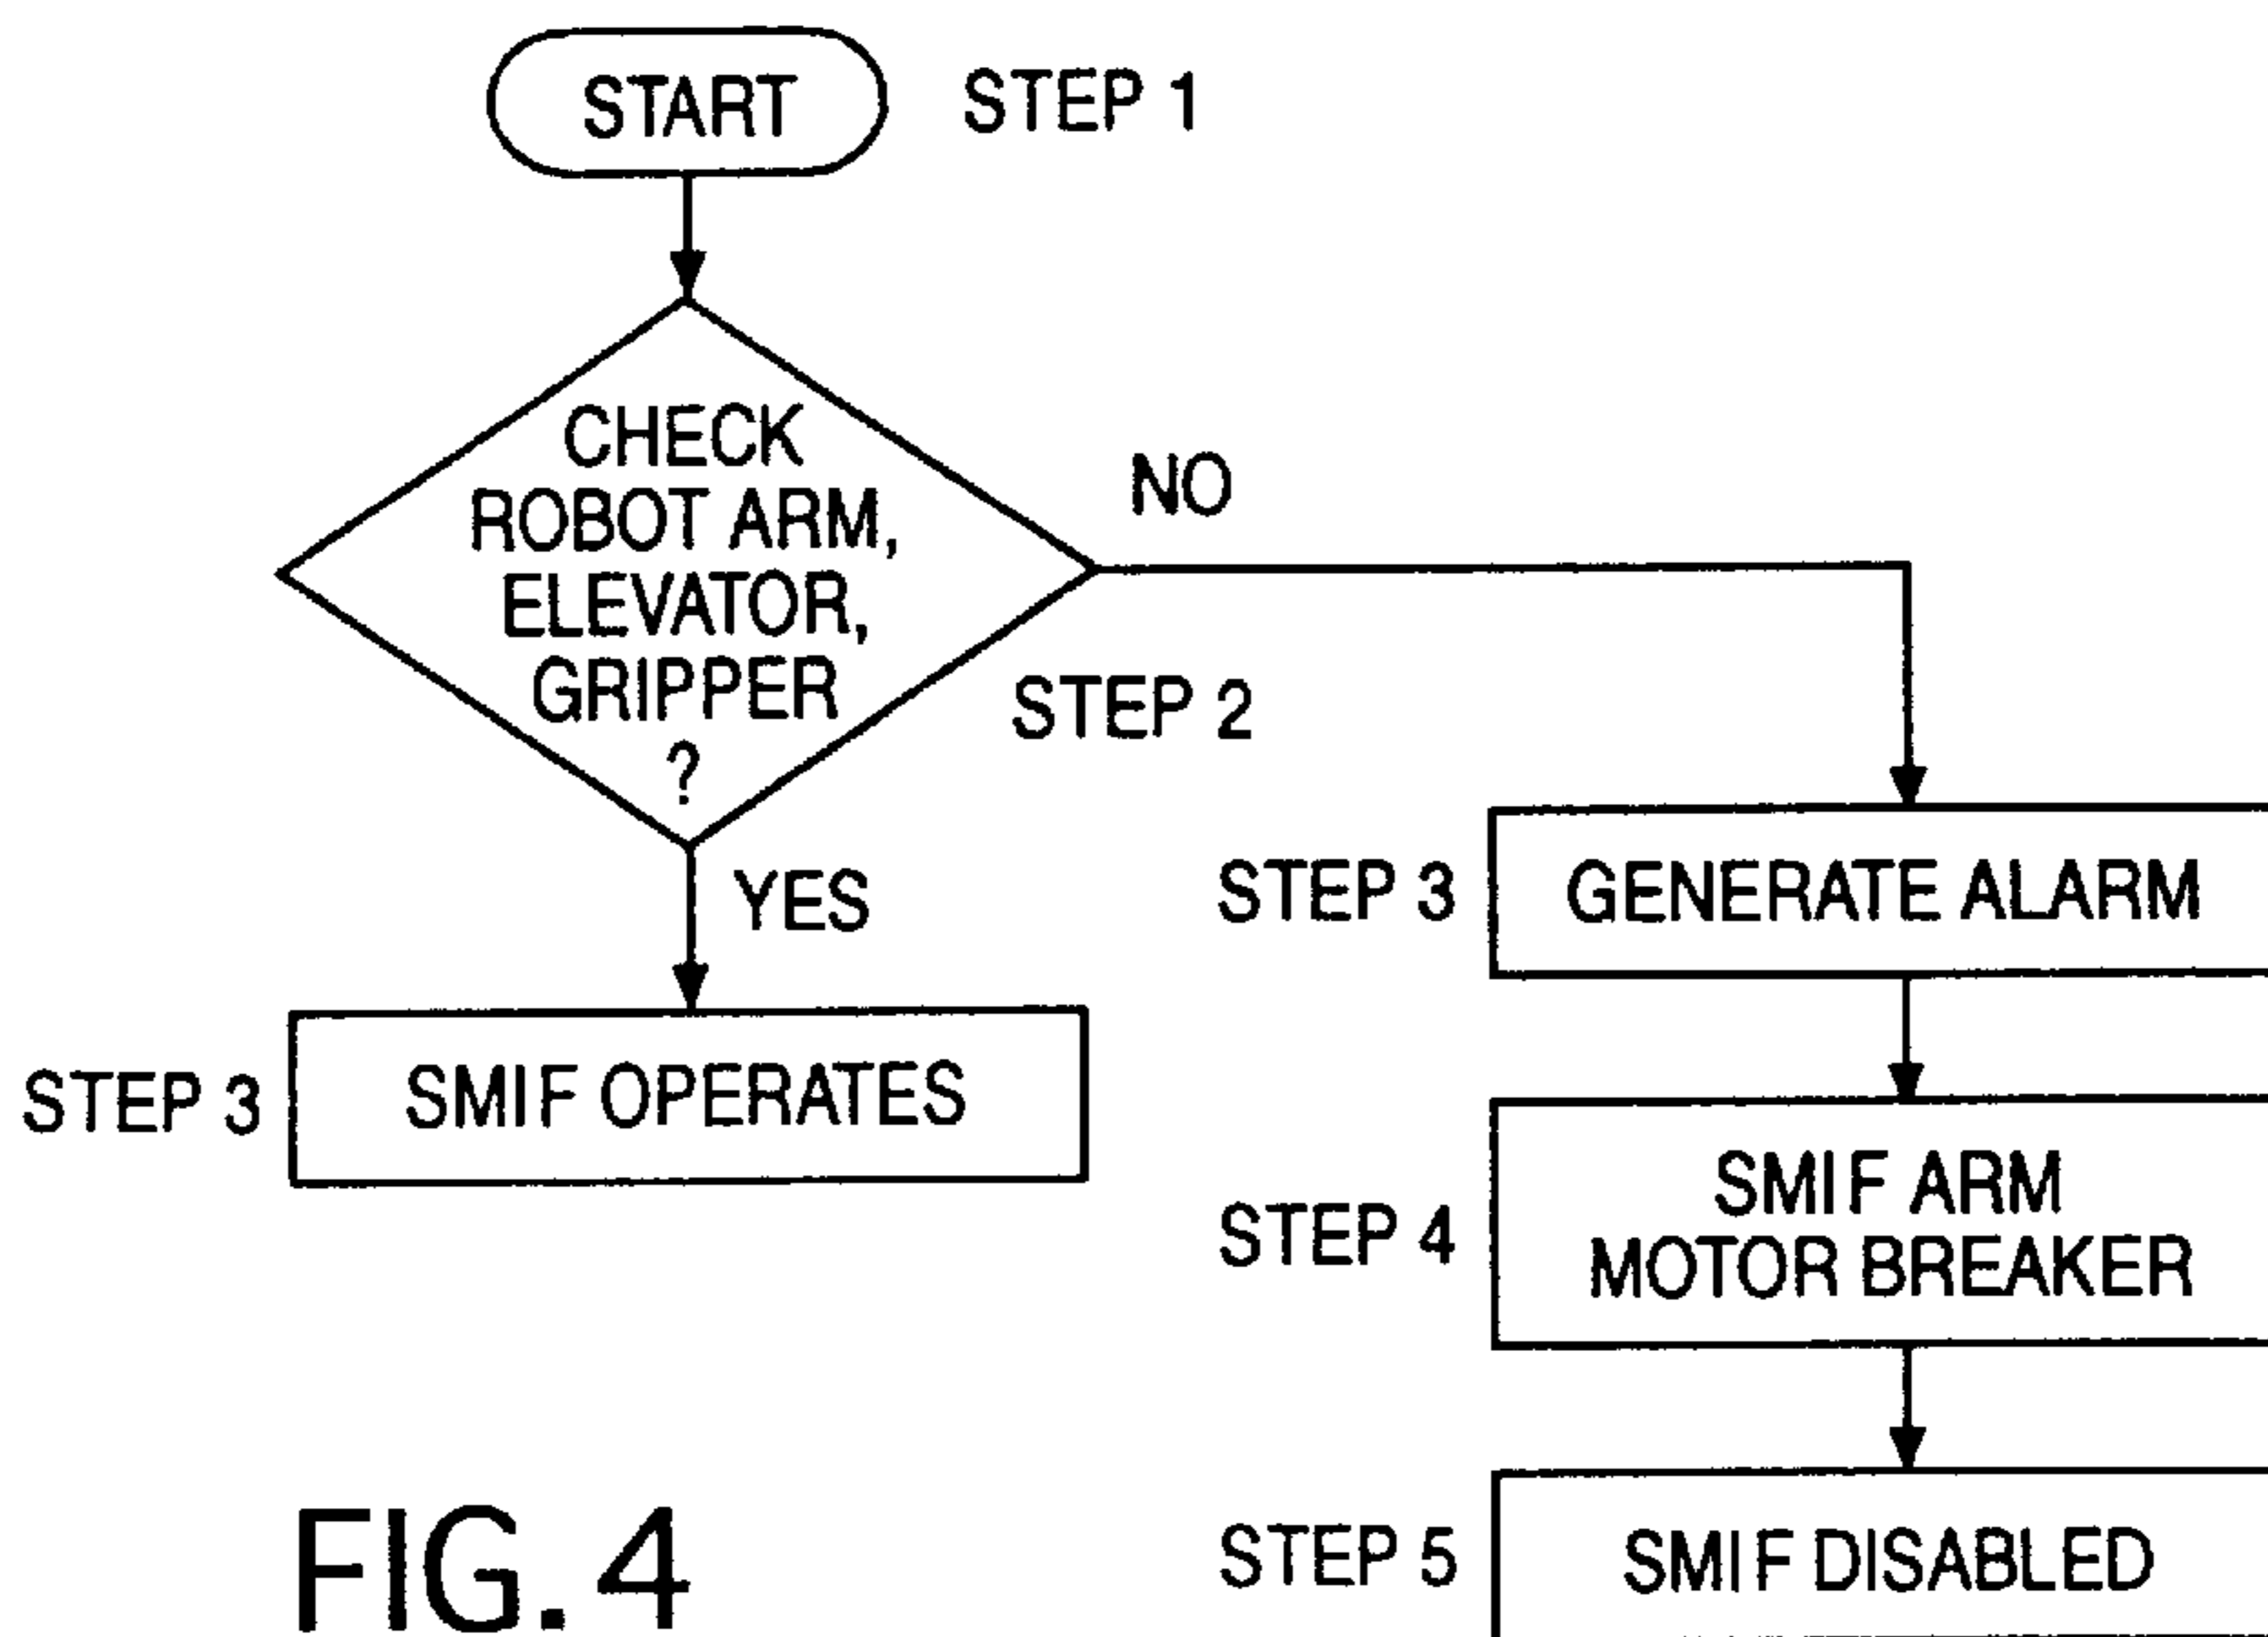 START
STEP 1
CHECK
ROBOT ARM,
ELEVATOR,
GRIPPER
?
NO
STEP 2
YES
STEP 3
SMIF OPERATES
STEP 3
GENERATE ALARM
STEP 4
SMIF ARM
MOTOR BREAKER
STEP 5
SMIF DISABLED
FIG. 4